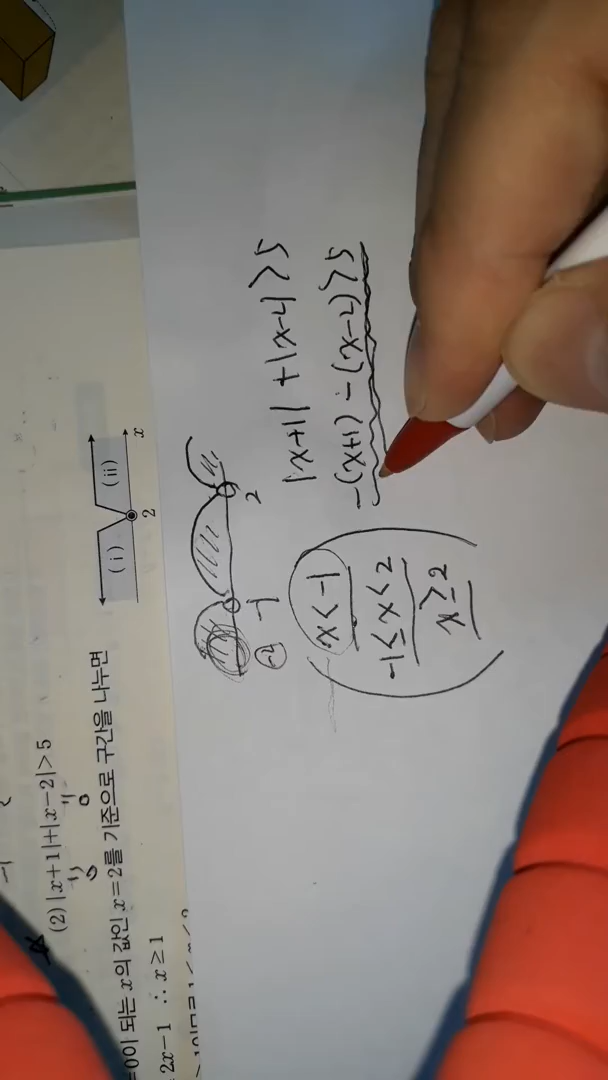 (2) |x+1|+|x-2|>5
=0이 되는 x의 값인 x=2를 기준으로 구간을 나누면
2x-1 ∴ x≥1
(i) (ii)
2 x
-1 2
-2
|x+1| + |x-2| > 5
-(x+1) - (x-2) > 5
x < -1
-1 ≤ x < 2
x ≥ 2